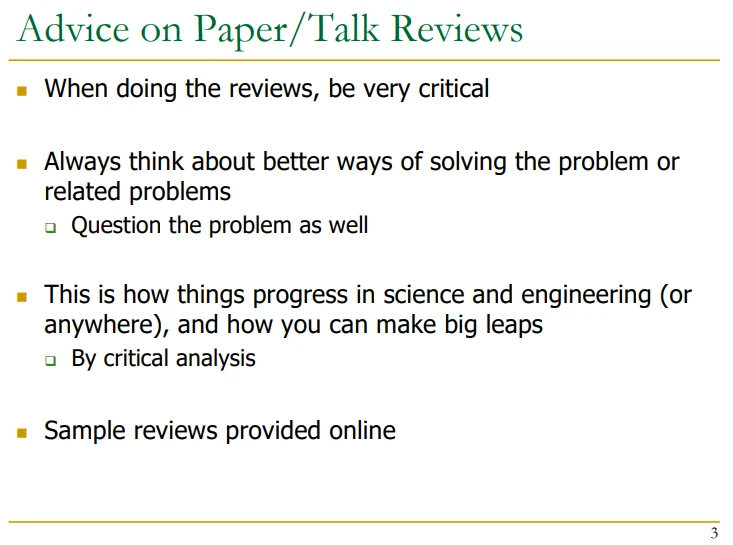 Advice on Paper/Talk Reviews
When doing the reviews, be very critical
Always think about better ways of solving the problem or
related problems
Question the problem as well
This is how things progress in science and engineering (or
anywhere), and how you can make big leaps
By critical analysis
Sample reviews provided online
3